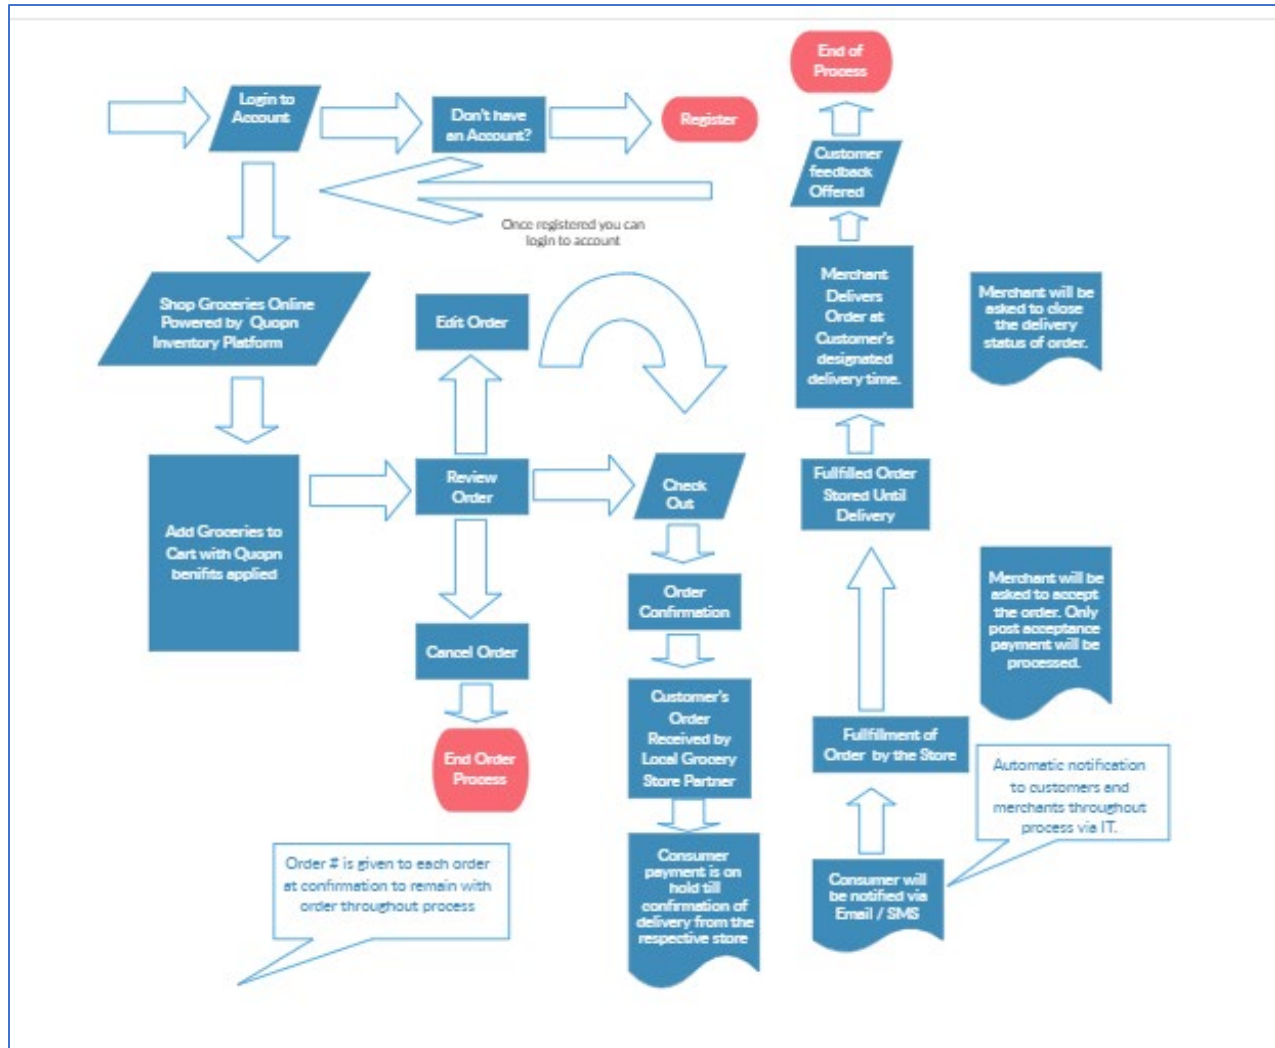 Login to
Account
Don't have
an Account?
Register
Once registered you can
login to account
Shop Groceries Online
Powered by Quopn
Inventory Platform
Add Groceries to
Cart with Quopn
benifits applied
Edit Order
Review
Order
Cancel Order
End Order
Process
Order # is given to each order
at confirmation to remain with
order throughout process
Check
Out
Order
Confirmation
Customer's
Order
Received by
Local Grocery
Store Partner
Consumer
payment is on
hold till
confirmation of
delivery from the
respective store
End of
Process
Customer
feedback
Offered
Merchant
Delivers
Order at
Customer's
designated
delivery time.
Fullfilled Order
Stored Until
Delivery
Fullfillment of
Order by the Store
Consumer will
be notified via
Email / SMS
Merchant will be
asked to close
the delivery
status of order.
Merchant will be
asked to accept
the order. Only
post acceptance
payment will be
processed.
Automatic notification
to customers and
merchants throughout
process via IT.